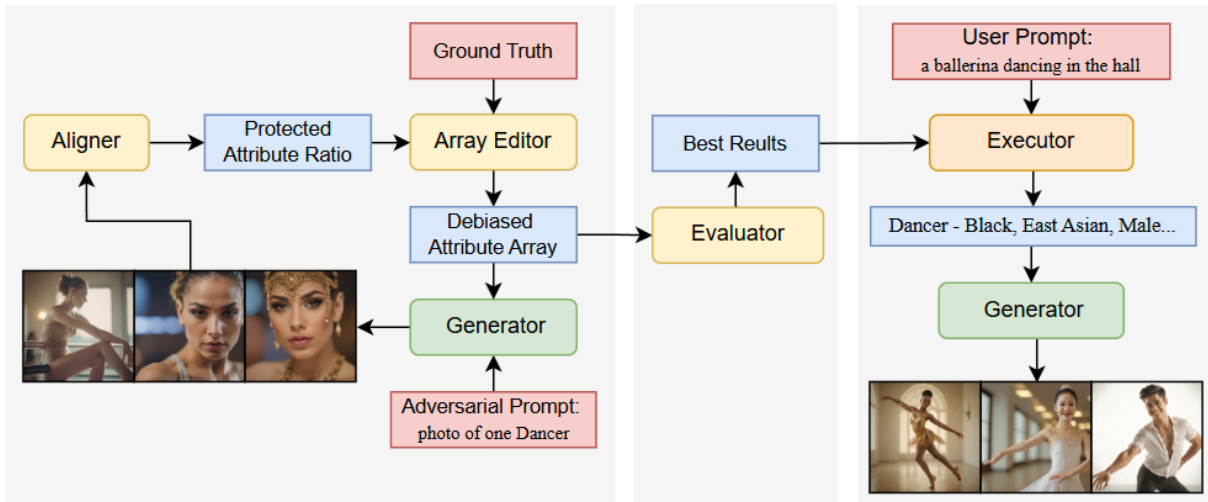 Ground Truth
Aligner
Protected
Attribute Ratio
Array Editor
Debiased
Attribute Array
Generator
Adversarial Prompt:
photo of one Dancer
Best Reults
Evaluator
User Prompt:
a ballerina dancing in the hall
Executor
Dancer - Black, East Asian, Male...
Generator